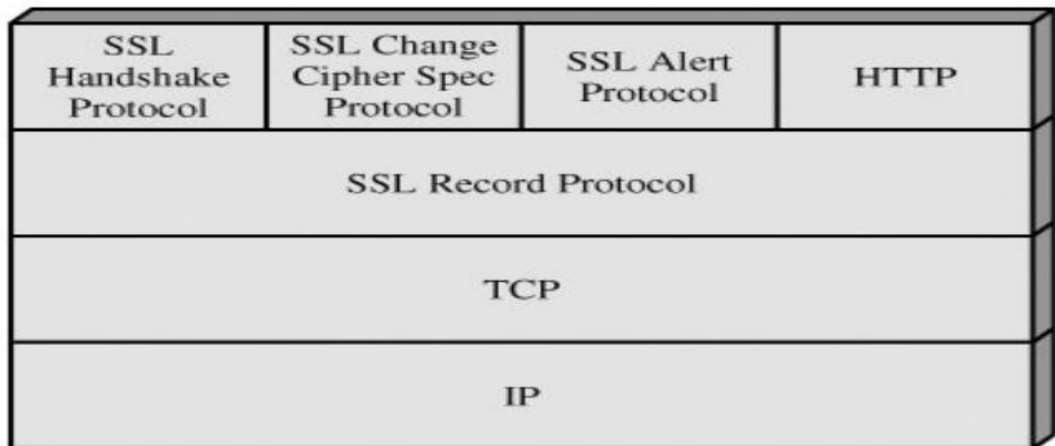 SSL
Handshake
Protocol
SSL Change
Cipher Spec
Protocol
SSL Alert
Protocol
HTTP
SSL Record Protocol
TCP
IP